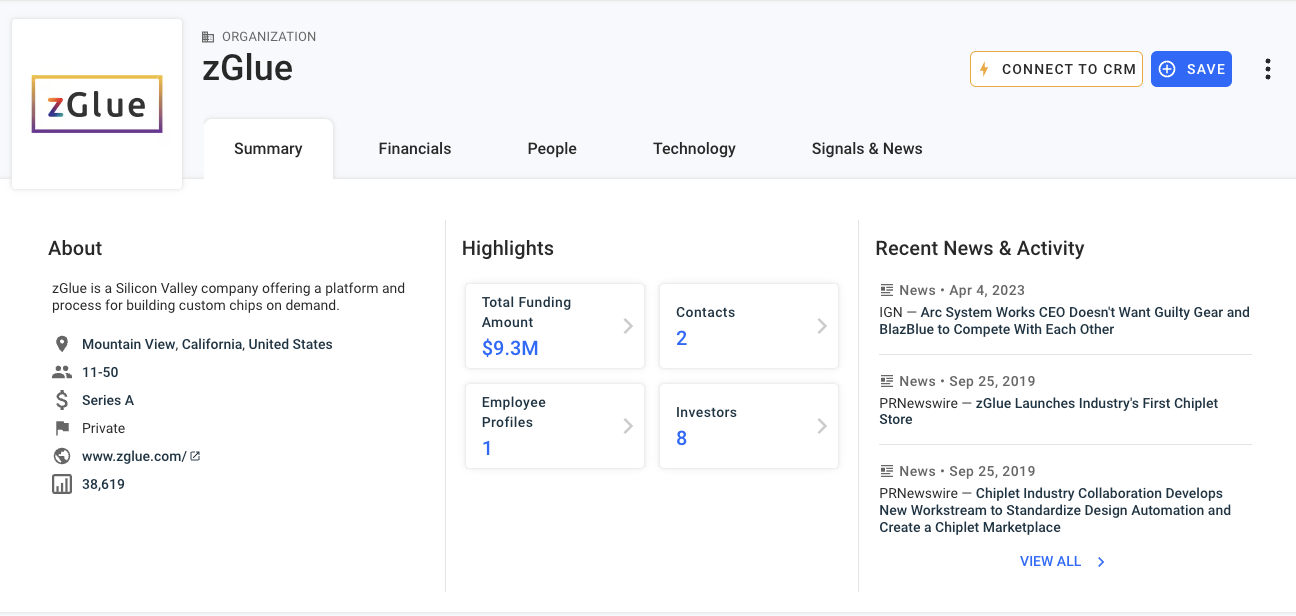 ORGANIZATION
zGlue
zGlue
CONNECT TO CRM
SAVE
Summary
Financials
People
Technology
Signals & News
About
zGlue is a Silicon Valley company offering a platform and
process for building custom chips on demand.
Mountain View, California, United States
11-50
Series A
Private
www.zglue.com/
38,619
Highlights
Total Funding
Amount
$9.3M
Contacts
2
Employee
Profiles
1
Investors
8
Recent News & Activity
News • Apr 4, 2023
IGN — Arc System Works CEO Doesn't Want Guilty Gear and
BlazBlue to Compete With Each Other
News • Sep 25, 2019
PRNewswire — zGlue Launches Industry's First Chiplet
Store
News • Sep 25, 2019
PRNewswire — Chiplet Industry Collaboration Develops
New Workstream to Standardize Design Automation and
Create a Chiplet Marketplace
VIEW ALL